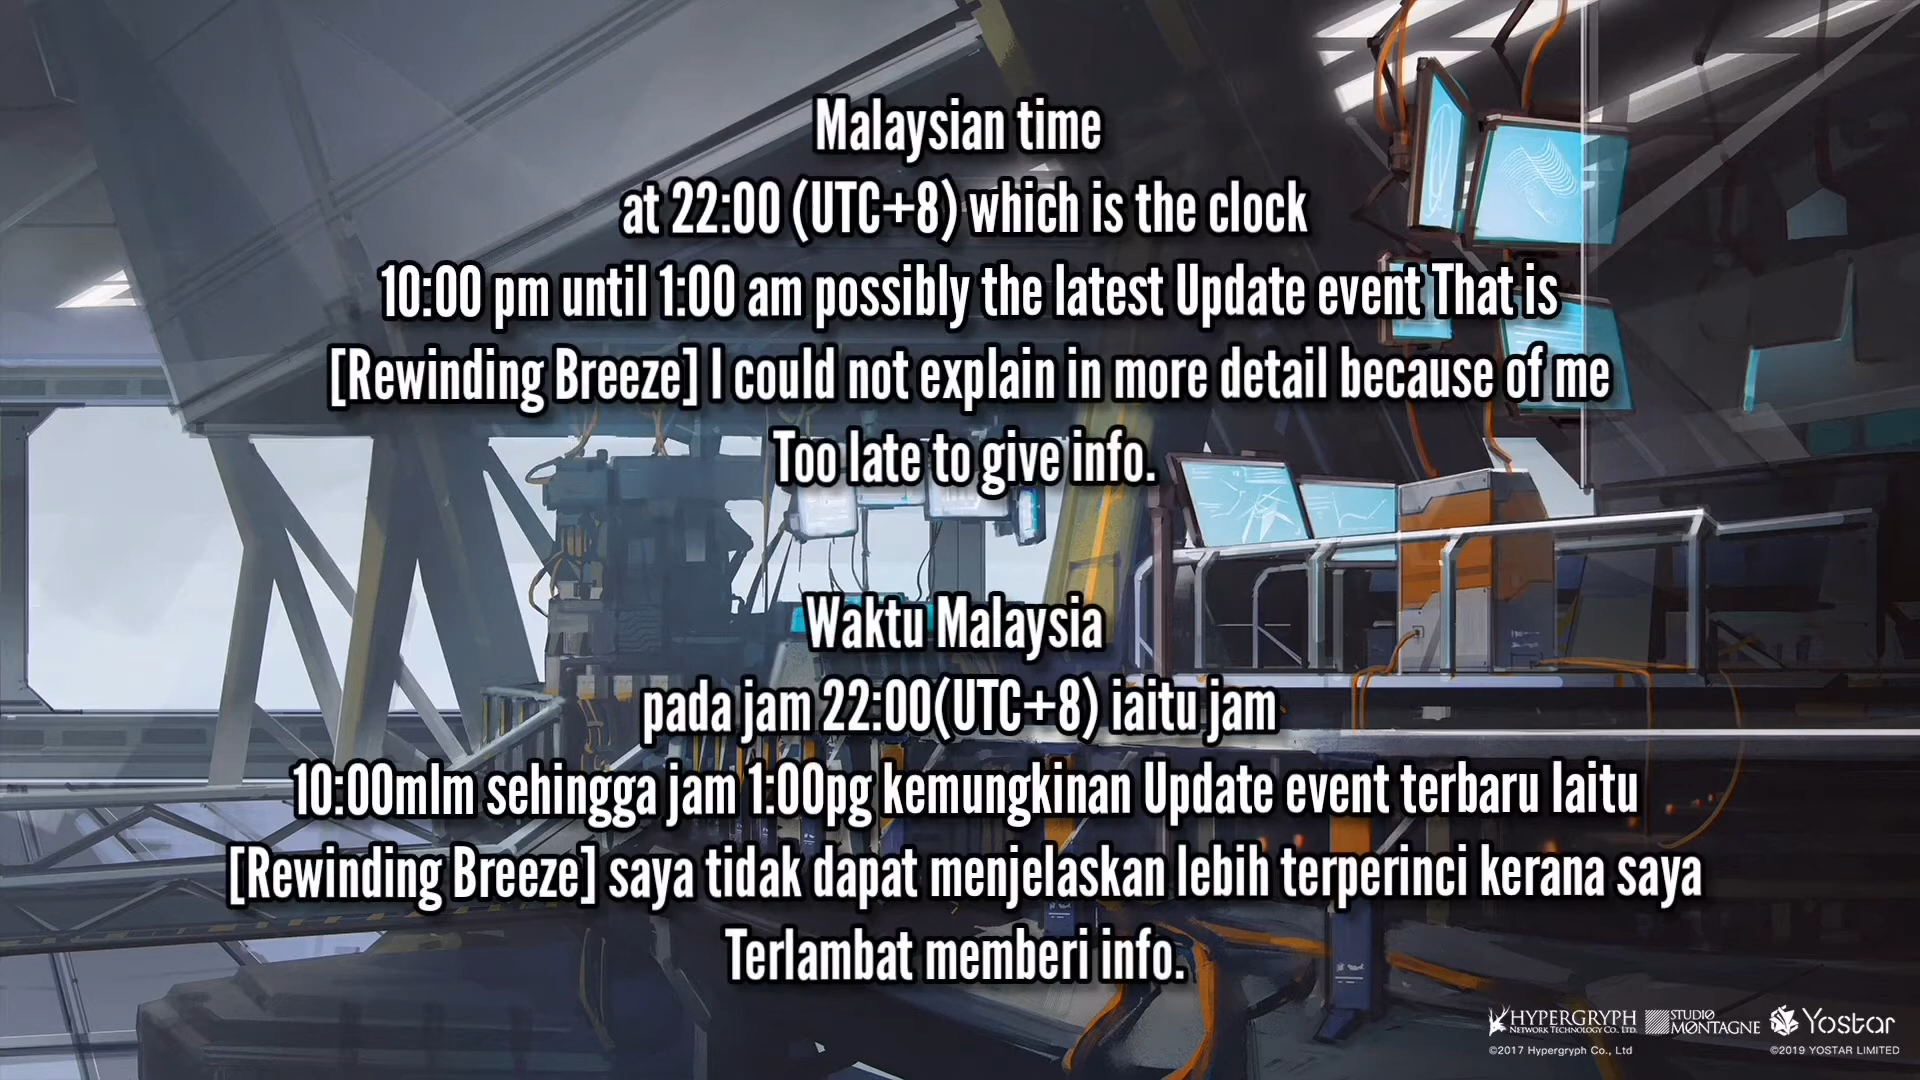 Malaysian time
at 22:00 (UTC+8) which is the clock
10:00 pm until 1:00 am possibly the latest Update event That is
[Rewinding Breeze] I could not explain in more detail because of me
Too late to give info.
Waktu Malaysia
pada jam 22:00(UTC+8) iaitu jam
10:00mlm sehingga jam 1:00pg kemungkinan Update event terbaru Iaitu
[Rewinding Breeze] saya tidak dapat menjelaskan lebih terperinci kerana saya
Terlambat memberi info.
HYPERGRYPH
NETWORK TECHNOLOGY CO., LTD.
©2017 Hypergryph Co., Ltd
STUDIO
MØNTAGNE
Yostar
©2019 YOSTAR LIMITED